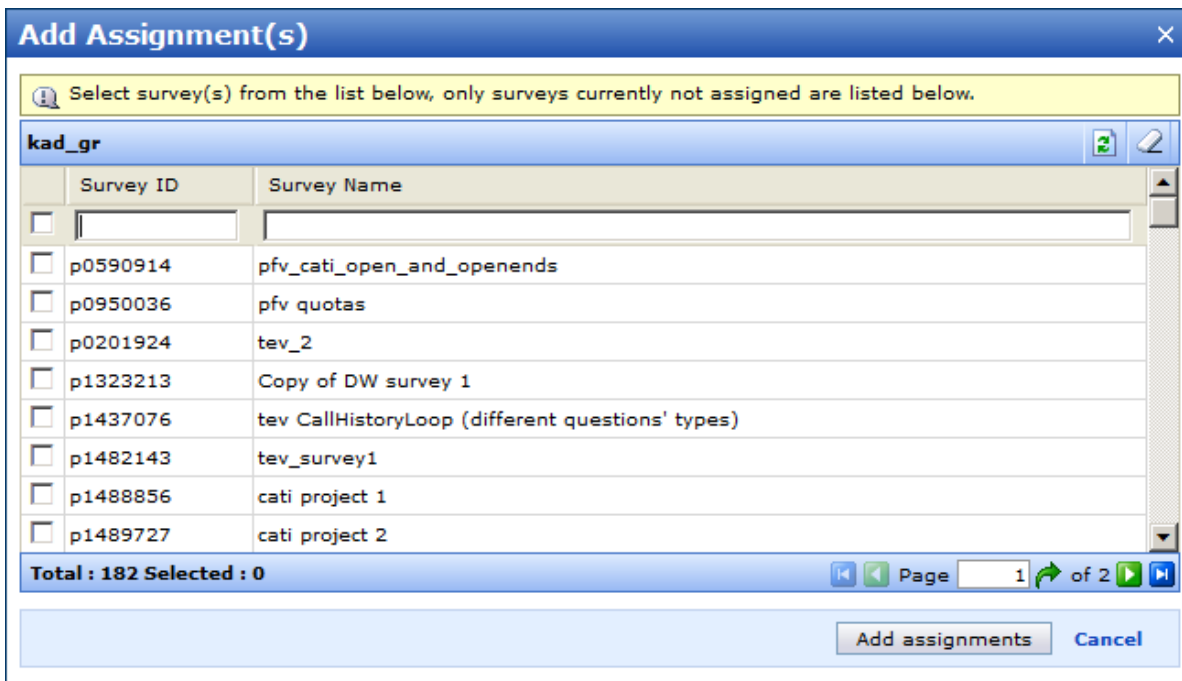 Add Assignment(s)
Select survey(s) from the list below, only surveys currently not assigned are listed below.
kad_gr
Survey ID Survey Name
p0590914 pfv_cati_open_and_openends
p0950036 pfv quotas
p0201924 tev_2
p1323213 Copy of DW survey 1
p1437076 tev CallHistoryLoop (different questions' types)
p1482143 tev_survey1
p1488856 cati project 1
p1489727 cati project 2
Total : 182 Selected : 0 Page 1 of 2
Add assignments Cancel